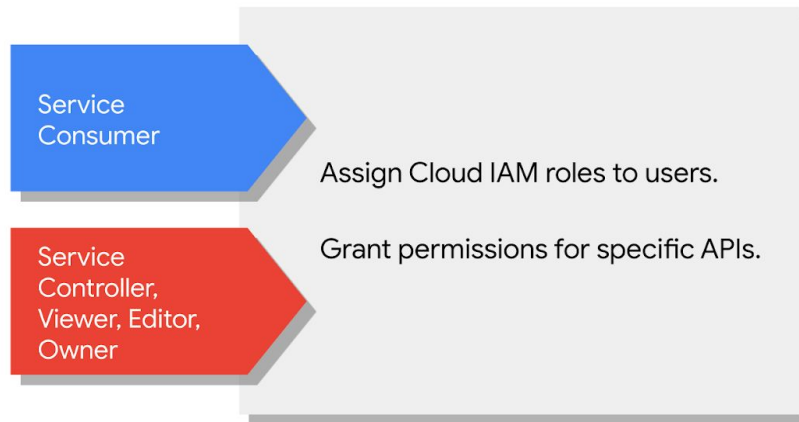 Service
Consumer
Assign Cloud IAM roles to users.
Grant permissions for specific APIs.
Service
Controller,
Viewer, Editor,
Owner